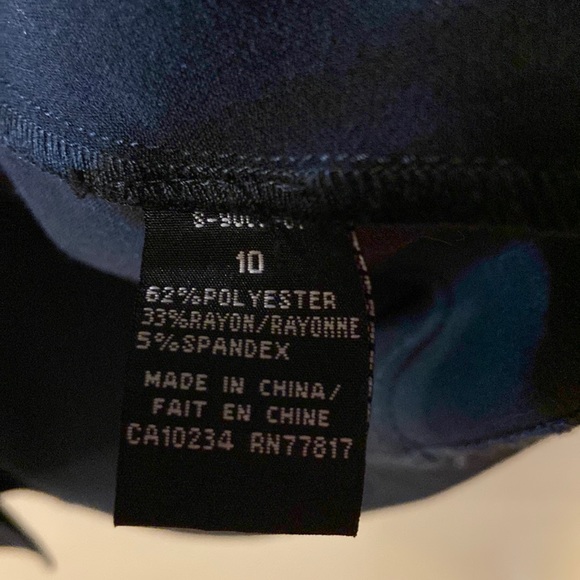 10
62%POLYESTER
33%RAYON/RAYONNE
5%SPANDEX
MADE IN CHINA/
FAIT EN CHINE
CA10234 RN77817